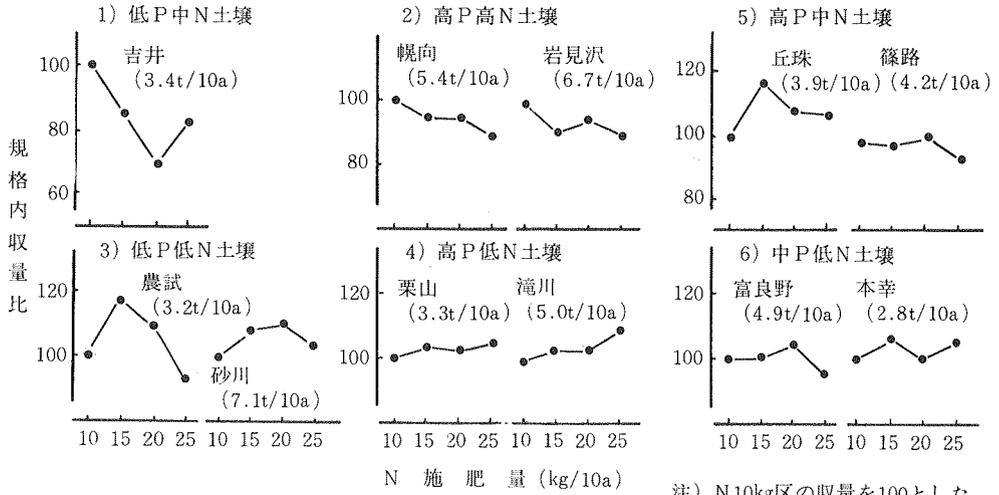 1) 低P中N土壌
吉井
(3.4t/10a)
100
80
60
2) 高P高N土壌
幌向
(5.4t/10a)
岩見沢
(6.7t/10a)
100
80
5) 高P中N土壌
丘珠
(3.9t/10a)
篠路
(4.2t/10a)
120
100
80
規格内収量比
3) 低P低N土壌
農試
(3.2t/10a)
砂川
(7.1t/10a)
120
100
10 15 20 25 10 15 20 25
4) 高P低N土壌
栗山
(3.3t/10a)
滝川
(5.0t/10a)
120
100
10 15 20 25 10 15 20 25
6) 中P低N土壌
富良野
(4.9t/10a)
本幸
(2.8t/10a)
120
100
10 15 20 25 10 15 20 25
N 施肥量(kg/10a)
注) N10kg区の収量を100とした